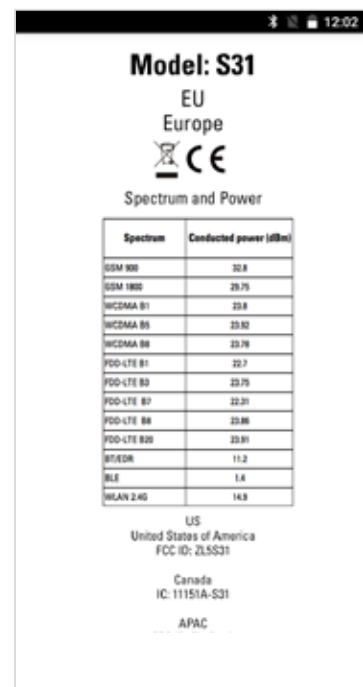 12:02
Model: S31
EU
Europe
CE
Spectrum and Power
Spectrum Conducted power (dBm)
GSM 900 32.8
GSM 1800 29.75
WCDMA B1 23.8
WCDMA B5 23.92
WCDMA B8 23.78
FDD-LTE B1 22.7
FDD-LTE B3 23.75
FDD-LTE B7 22.31
FDD-LTE B8 23.86
FDD-LTE B20 23.91
BT/EDR 11.2
BLE 1.4
WLAN 2.4G 14.9
US
United States of America
FCC ID: ZL5S31
Canada
IC: 11151A-S31
APAC